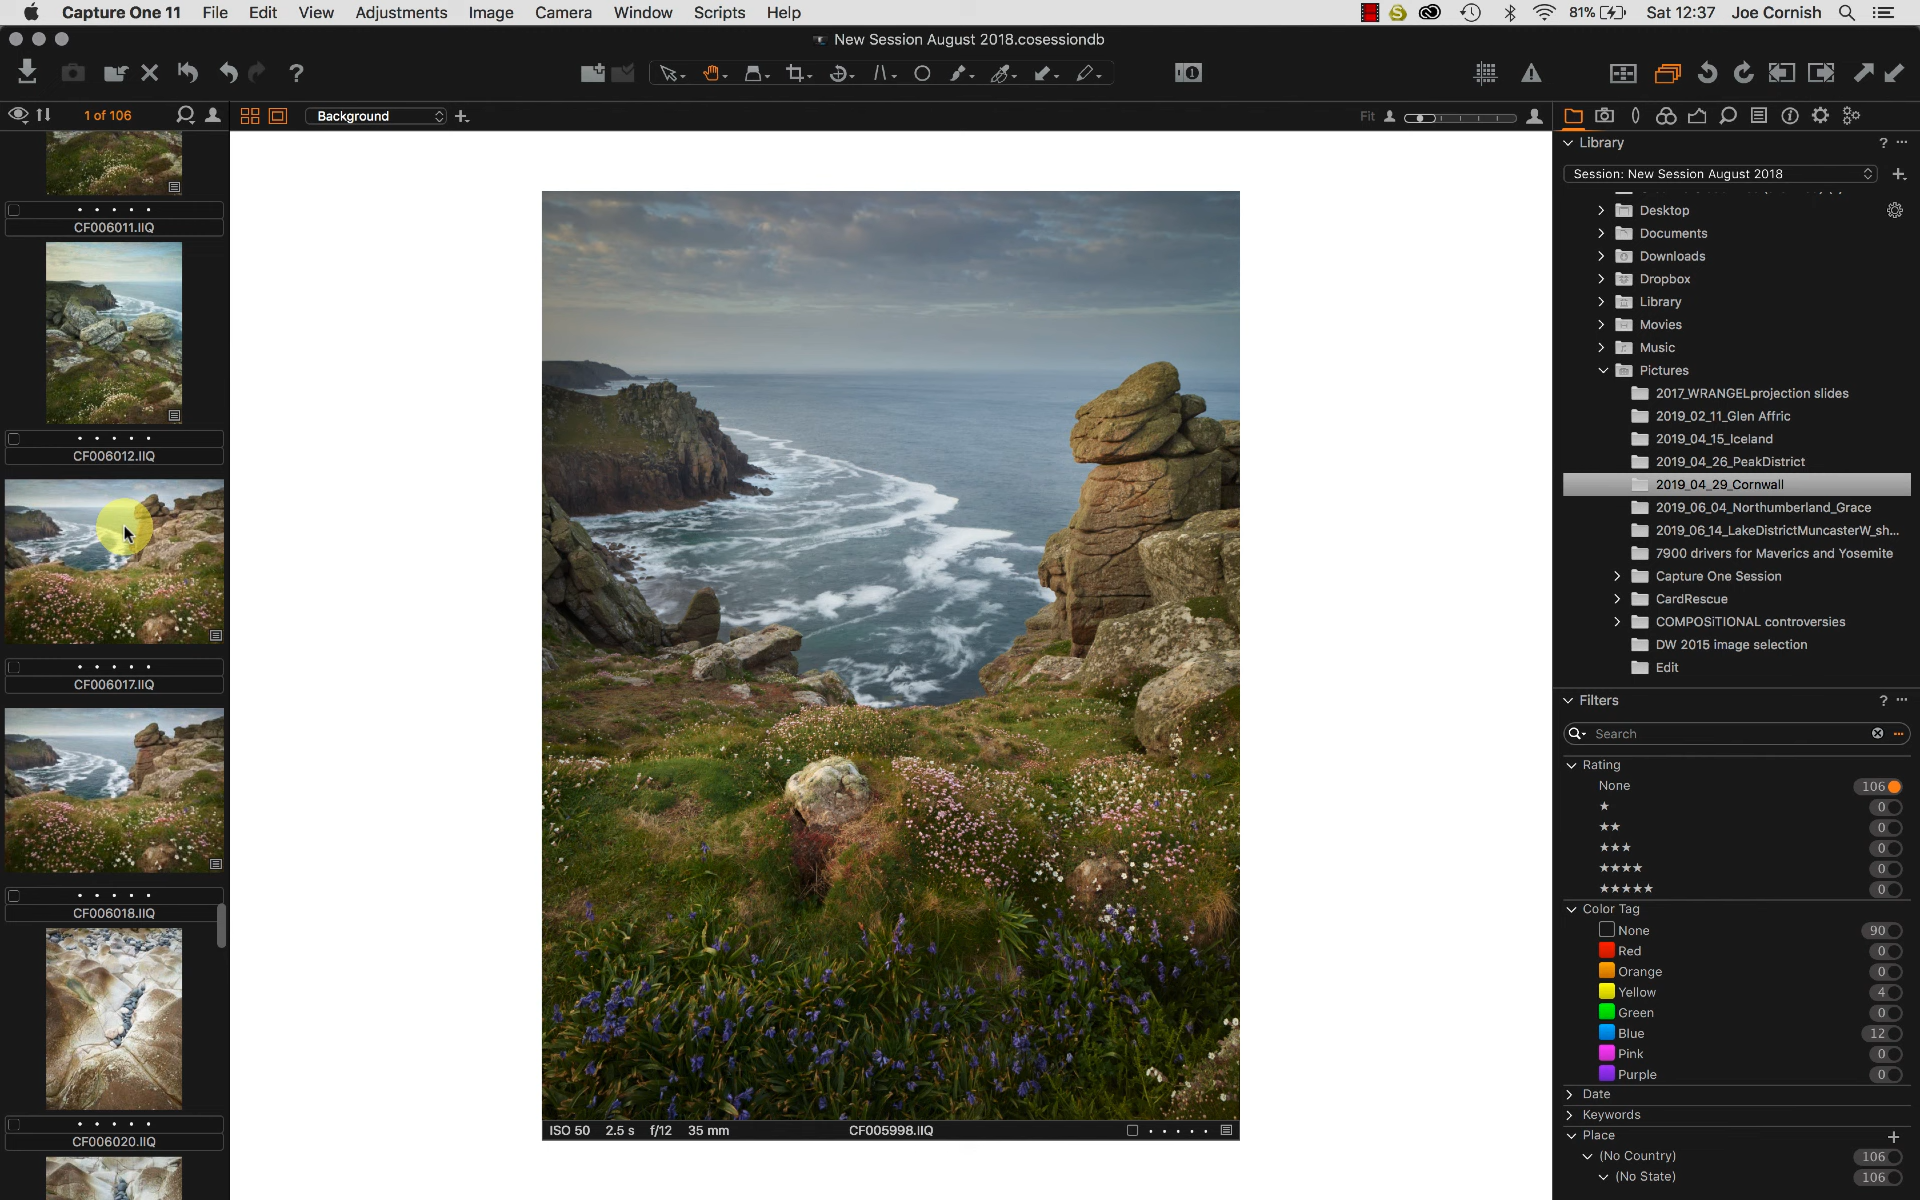 Capture One 11 File Edit View Adjustments Image Camera Window Scripts Help 81% Sat 12:37 Joe Cornish
New Session August 2018.cosessiondb
1 of 106 Background Fit
CF006011.IIQ
CF006012.IIQ
CF006017.IIQ
CF006018.IIQ
CF006020.IIQ
ISO 50 2.5 s f/12 35 mm CF005998.IIQ
Library ?
Session: New Session August 2018
Desktop
Documents
Downloads
Dropbox
Library
Movies
Music
Pictures
2017_WRANGELprojection slides
2019_02_11_Glen Affric
2019_04_15_Iceland
2019_04_26_PeakDistrict
2019_04_29_Cornwall
2019_06_04_Northumberland_Grace
2019_06_14_LakeDistrictMuncasterW_sh...
7900 drivers for Maverics and Yosemite
Capture One Session
CardRescue
COMPOSiTIONAL controversies
DW 2015 image selection
Edit
Filters ?
Search
Rating
None 106
★ 0
★★ 0
★★★ 0
★★★★ 0
★★★★★ 0
Color Tag
None 90
Red 0
Orange 0
Yellow 4
Green 0
Blue 12
Pink 0
Purple 0
Date
Keywords
Place
(No Country) 106
(No State) 106